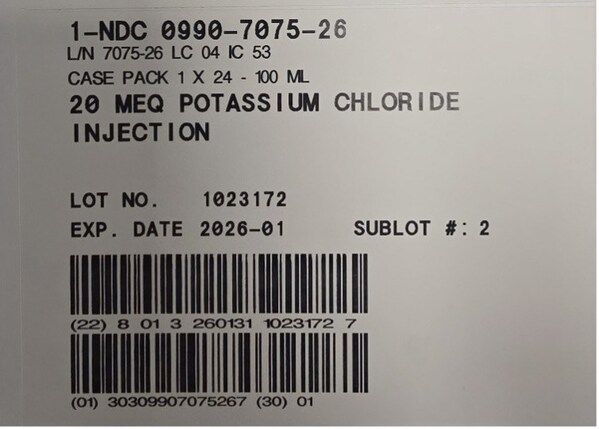 1-NDC 0990-7075-26
L/N 7075-26 LC 04 IC 53
CASE PACK 1 X 24 - 100 ML
20 MEQ POTASSIUM CHLORIDE
INJECTION
LOT NO. 1023172
EXP. DATE 2026-01 SUBLOT #: 2
(22) 8 01 3 260131 1023172 7
(01) 30309907075267 (30) 01